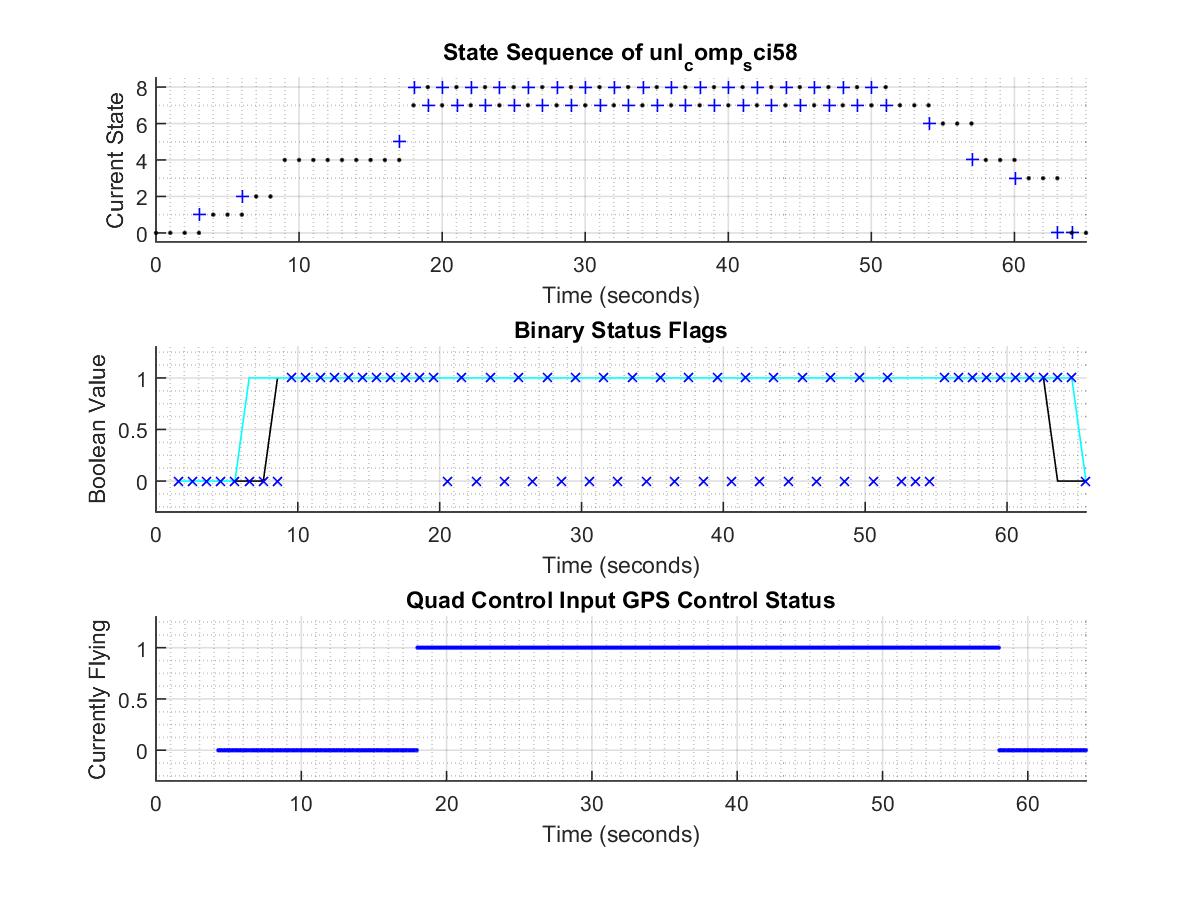 State Sequence of unlcompsci58
Current State
8
6
4
2
0
0 10 20 30 40 50 60
Time (seconds)
Binary Status Flags
Boolean Value
1
0.5
0
0 10 20 30 40 50 60
Time (seconds)
Quad Control Input GPS Control Status
Currently Flying
1
0.5
0
0 10 20 30 40 50 60
Time (seconds)